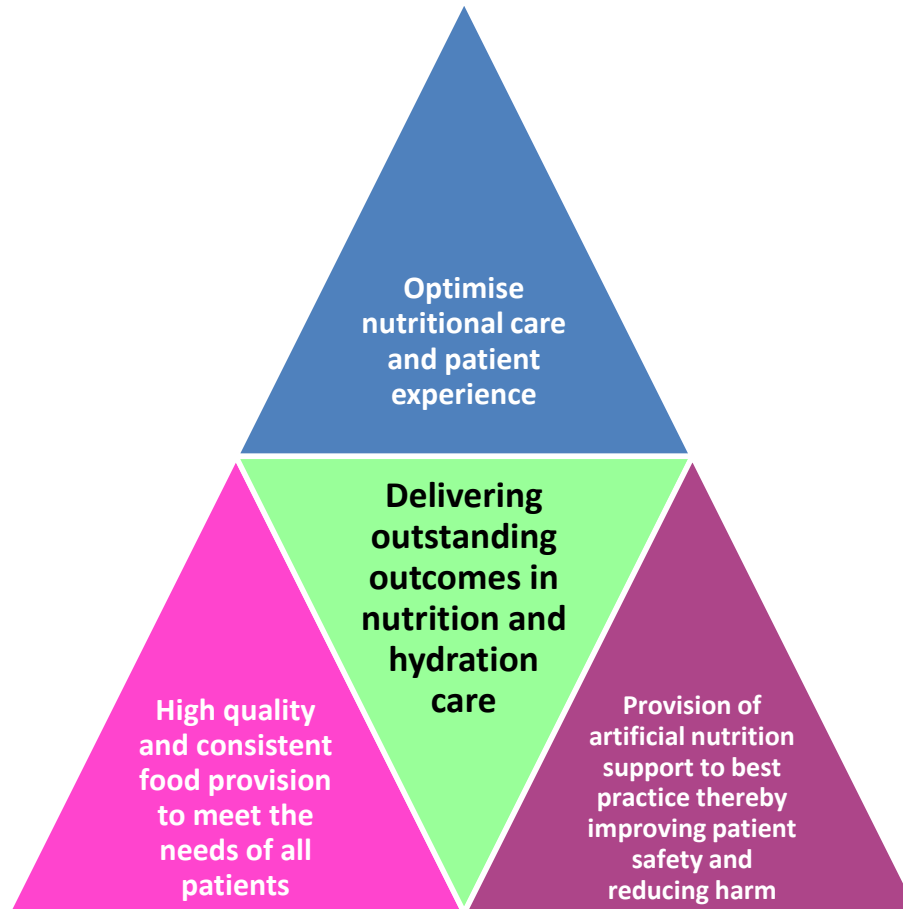 Optimise
nutritional care
and patient
experience
Delivering
outstanding
outcomes in
nutrition and
hydration
care
High quality
and consistent
food provision
to meet the
needs of all
patients
Provision of
artificial nutrition
support to best
practice thereby
improving patient
safety and
reducing harm